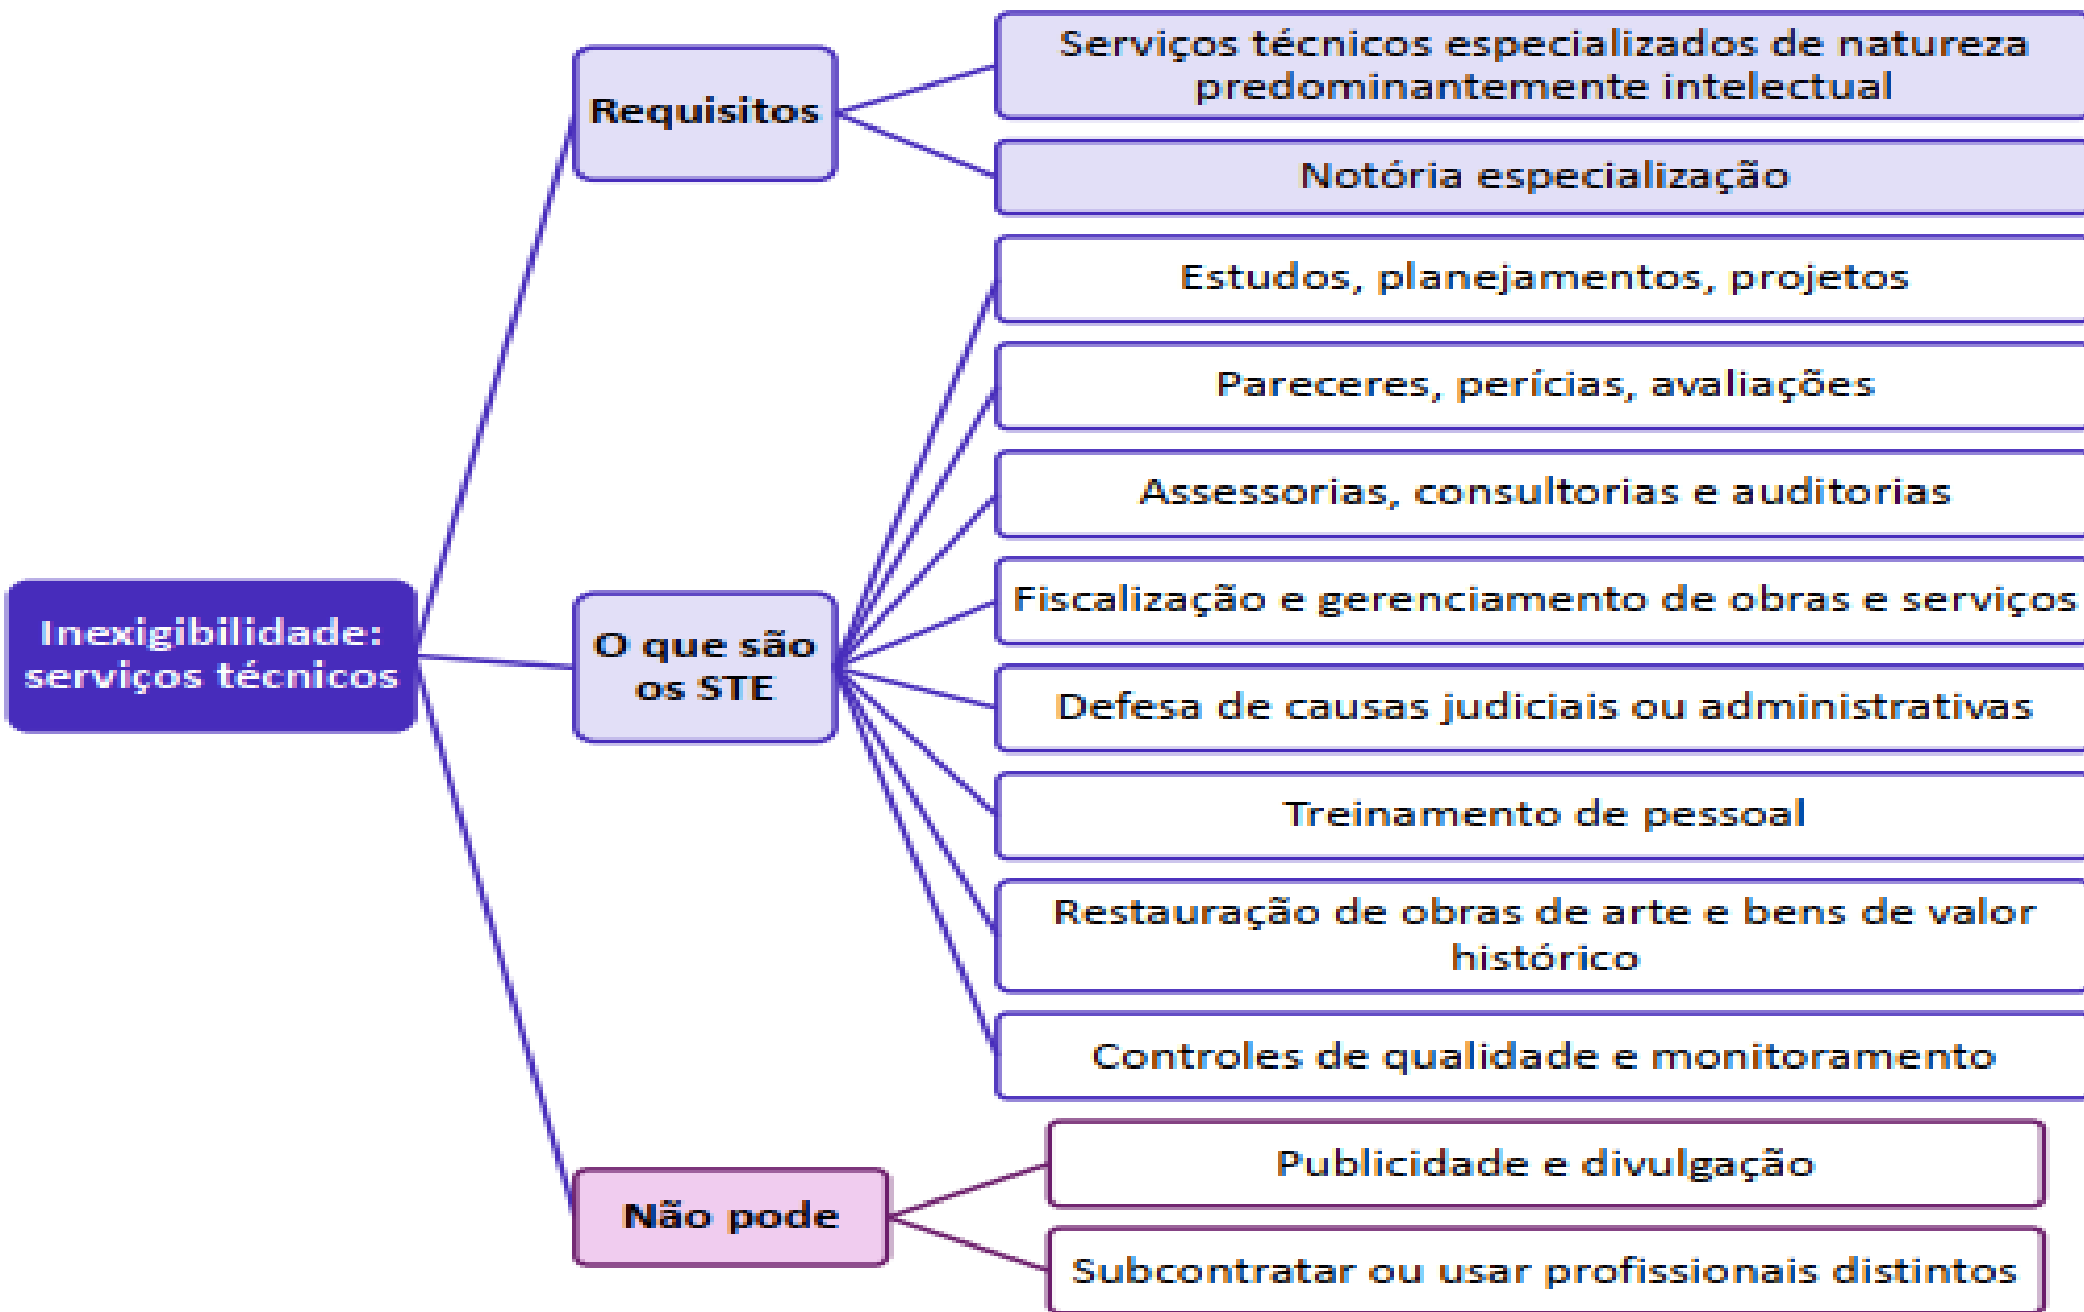 Inexigibilidade:
serviços técnicos
Requisitos
Serviços técnicos especializados de natureza
predominantemente intelectual
Notória especialização
O que são
os STE
Estudos, planejamentos, projetos
Pareceres, perícias, avaliações
Assessorias, consultorias e auditorias
Fiscalização e gerenciamento de obras e serviços
Defesa de causas judiciais ou administrativas
Treinamento de pessoal
Restauração de obras de arte e bens de valor
histórico
Controles de qualidade e monitoramento
Não pode
Publicidade e divulgação
Subcontratar ou usar profissionais distintos